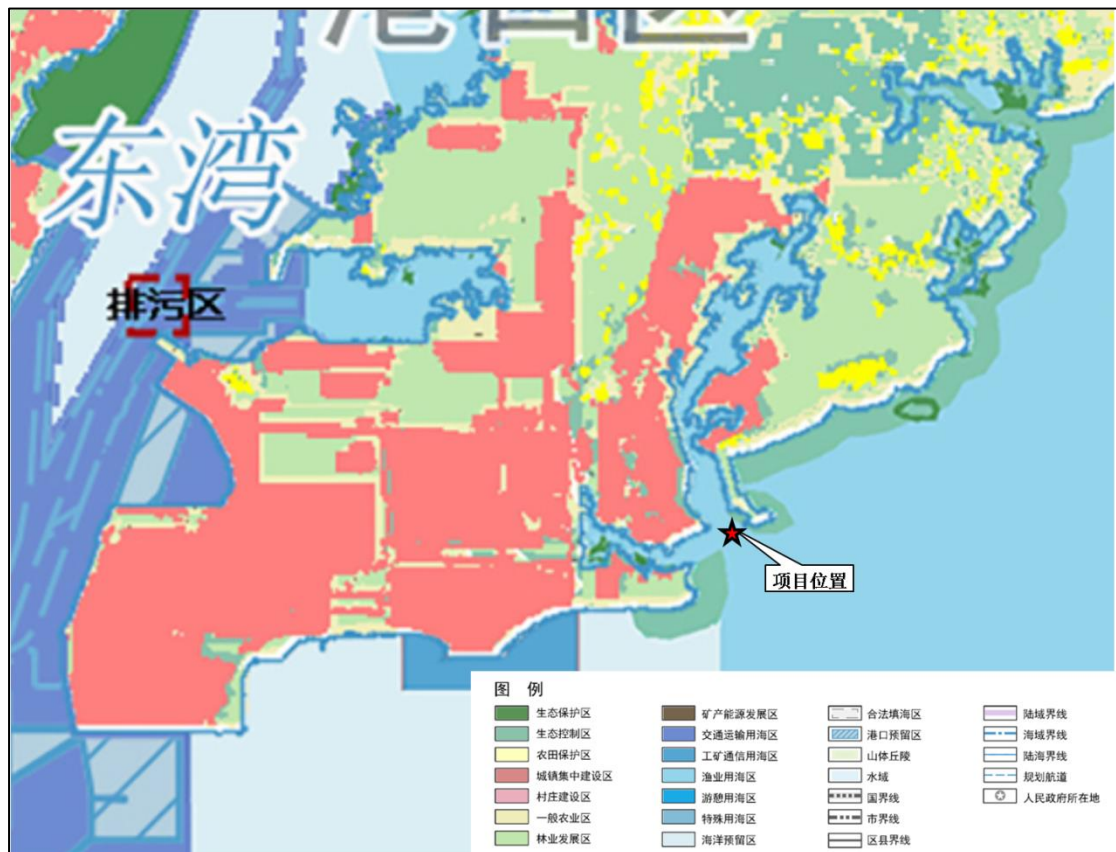 港口区
东湾
排污区
项目位置
图 例
生态保护区
生态控制区
农田保护区
城镇集中建设区
村庄建设区
一般农业区
林业发展区
矿产能源发展区
交通运输用海区
工矿通信用海区
渔业用海区
游憩用海区
特殊用海区
海洋预留区
合法填海区
港口预留区
山体丘陵
水域
国界线
市界线
区县界线
陆域界线
海域界线
陆海界线
规划航道
人民政府所在地